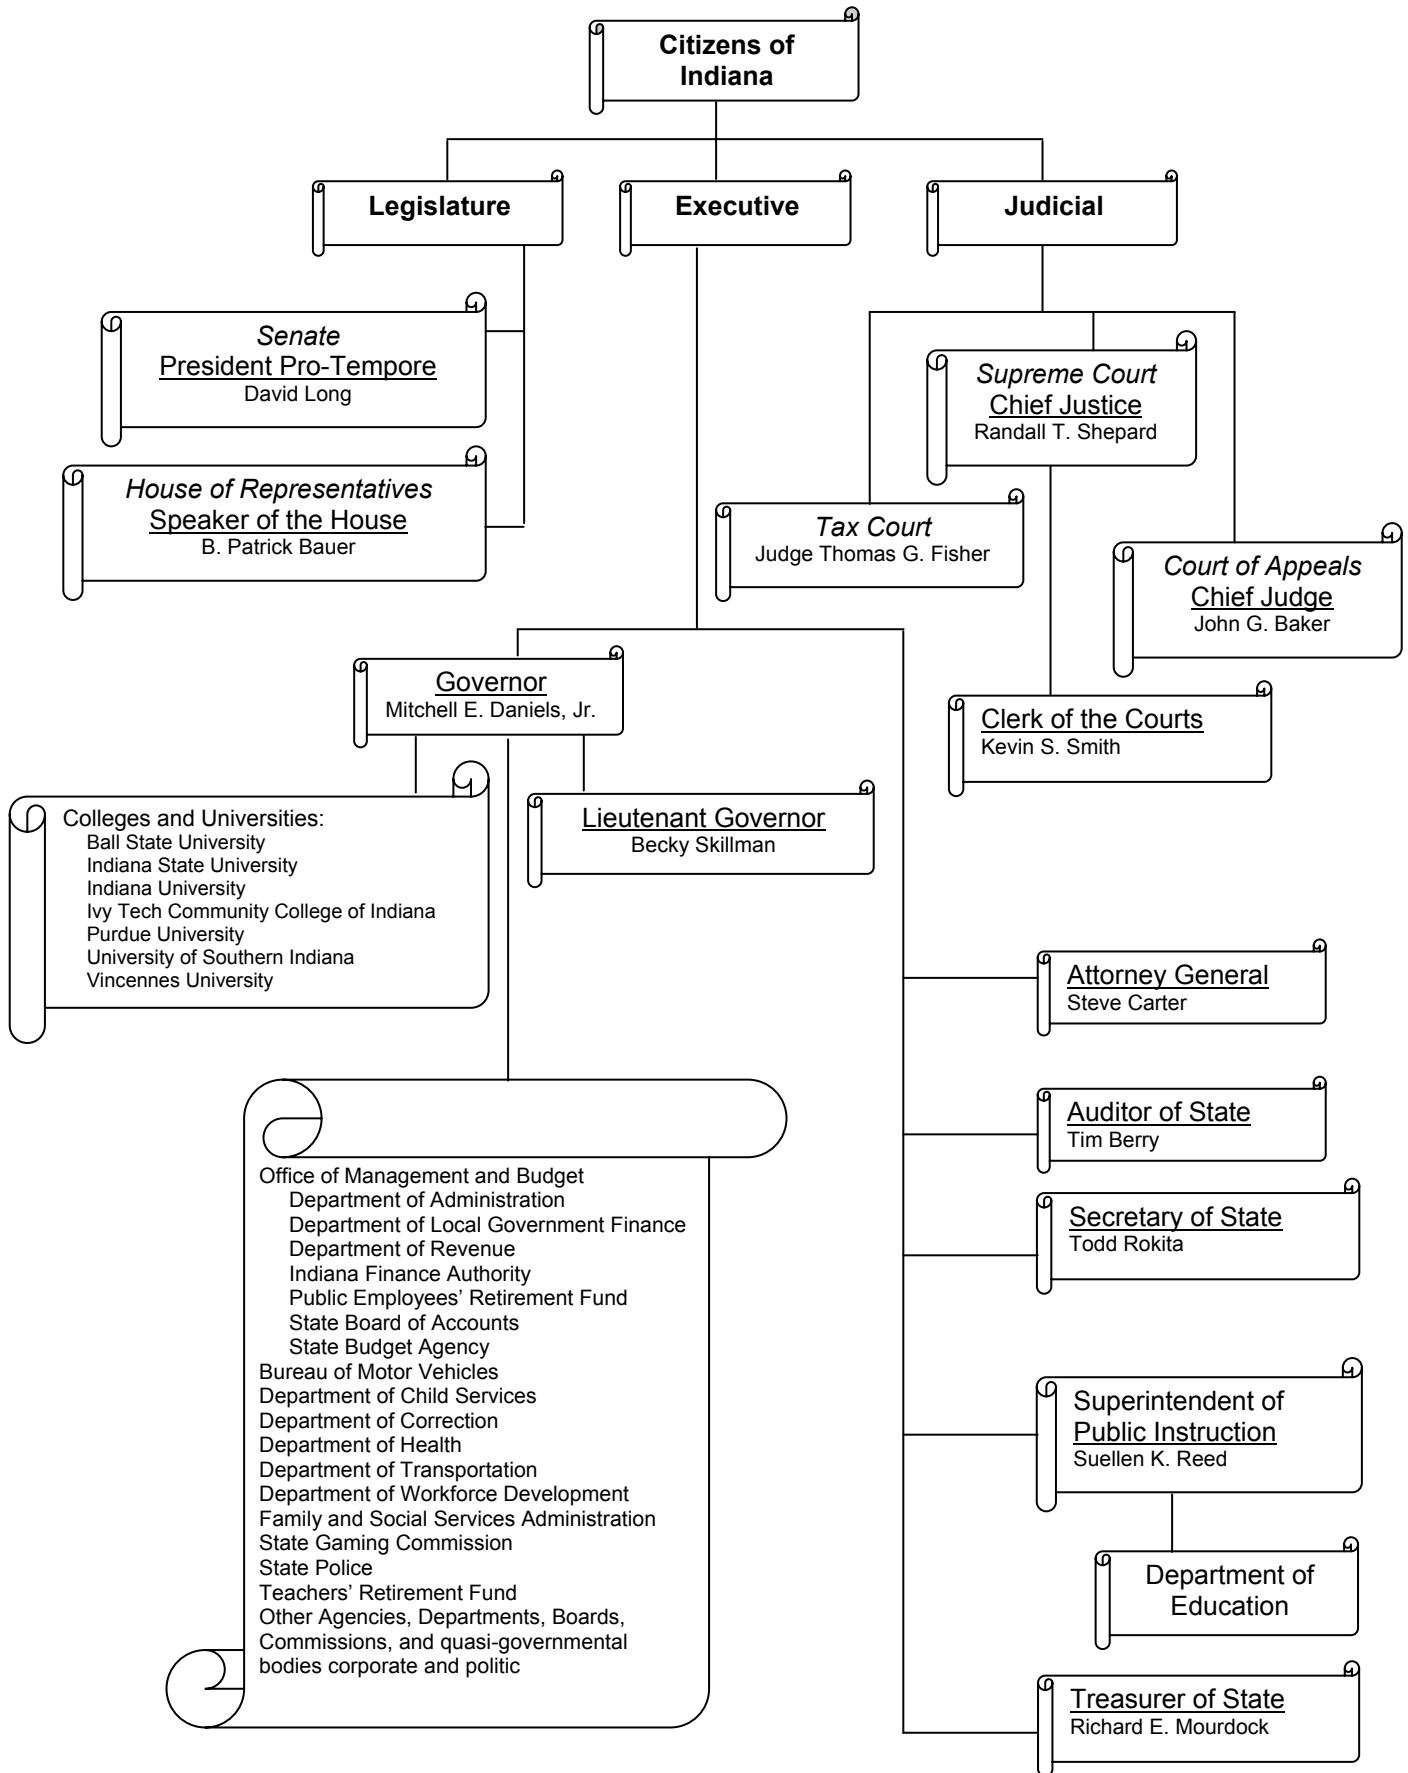 Citizens of
Indiana
Legislature
Executive
Judicial
Senate
President Pro-Tempore
David Long
House of Representatives
Speaker of the House
B. Patrick Bauer
Supreme Court
Chief Justice
Randall T. Shepard
Tax Court
Judge Thomas G. Fisher
Court of Appeals
Chief Judge
John G. Baker
Clerk of the Courts
Kevin S. Smith
Governor
Mitchell E. Daniels, Jr.
Colleges and Universities:
Ball State University
Indiana State University
Indiana University
Ivy Tech Community College of Indiana
Purdue University
University of Southern Indiana
Vincennes University
Lieutenant Governor
Becky Skillman
Office of Management and Budget
Department of Administration
Department of Local Government Finance
Department of Revenue
Indiana Finance Authority
Public Employees’ Retirement Fund
State Board of Accounts
State Budget Agency
Bureau of Motor Vehicles
Department of Child Services
Department of Correction
Department of Health
Department of Transportation
Department of Workforce Development
Family and Social Services Administration
State Gaming Commission
State Police
Teachers’ Retirement Fund
Other Agencies, Departments, Boards,
Commissions, and quasi-governmental
bodies corporate and politic
Attorney General
Steve Carter
Auditor of State
Tim Berry
Secretary of State
Todd Rokita
Superintendent of
Public Instruction
Suellen K. Reed
Department of
Education
Treasurer of State
Richard E. Mourdock